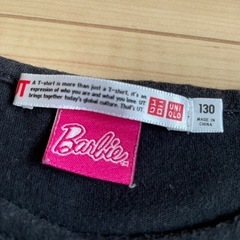 A T-shirt is more than just a T-shirt, it's an
expression of who you are and what you love. UT
brings together today's global culture. That's UT
UNI
QLO
130
MADE IN
CHINA
Barbie